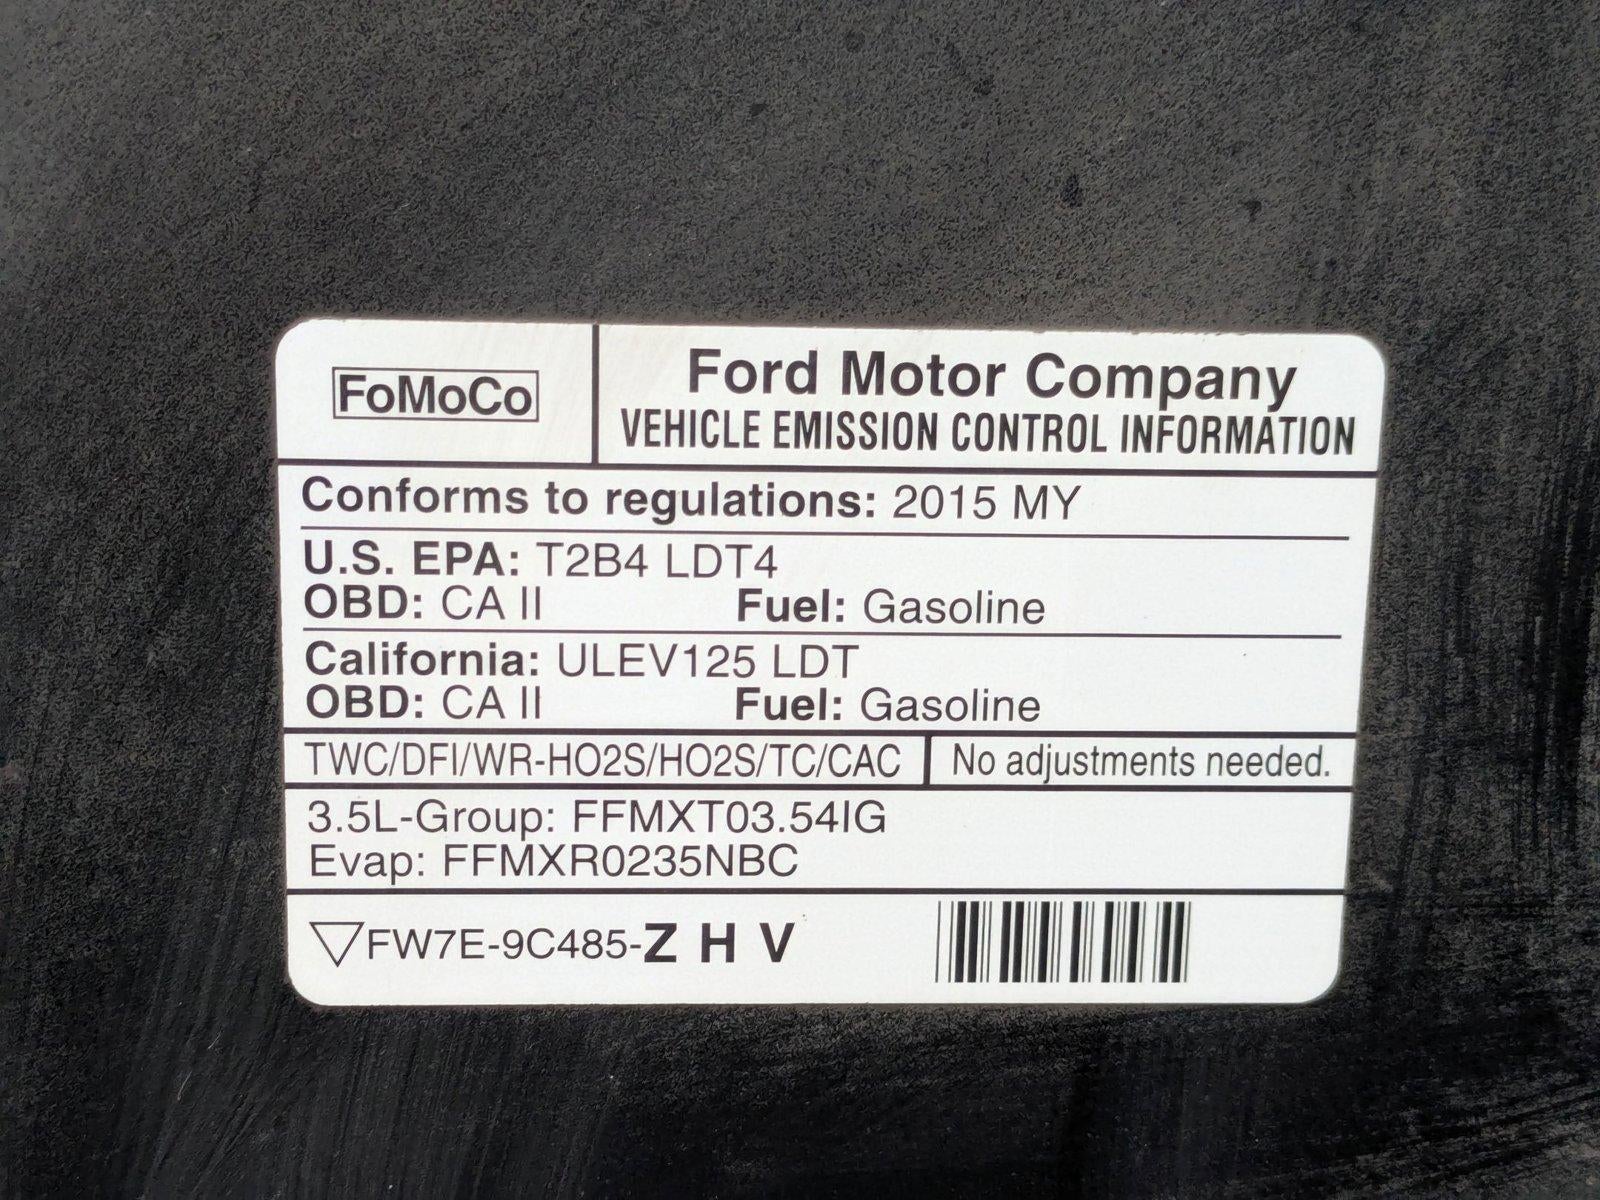 FoMoCo
Ford Motor Company
VEHICLE EMISSION CONTROL INFORMATION
Conforms to regulations: 2015 MY
U.S. EPA: T2B4 LDT4
OBD: CA II Fuel: Gasoline
California: ULEV125 LDT
OBD: CA II Fuel: Gasoline
TWC/DFI/WR-HO2S/HO2S/TC/CAC No adjustments needed.
3.5L-Group: FFMXT03.54IG
Evap: FFMXR0235NBC
▽FW7E-9C485-Z H V